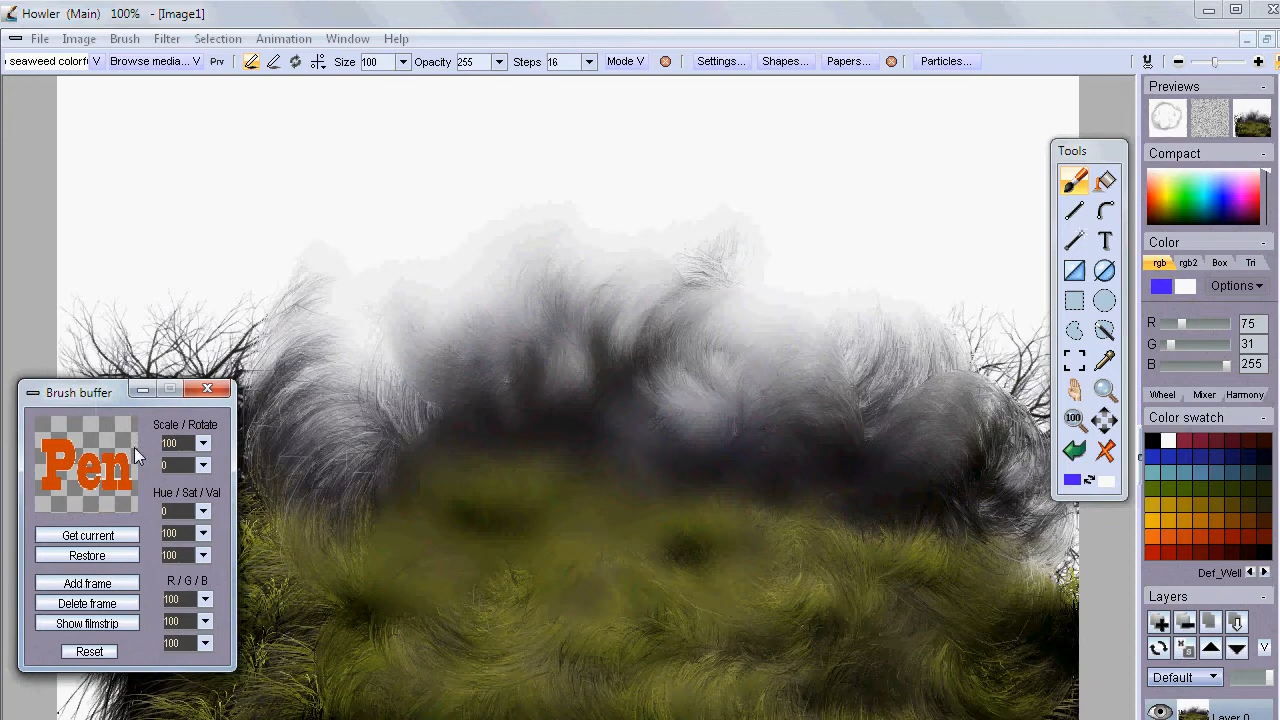 Howler (Main) 100% - [Image1]
File Image Brush Filter Selection Animation Window Help
Browse media... V Prv Size 100 Opacity 255 Steps 16 Mode V Settings... Shapes... Papers... Particles...
Previews
Compact
Color
rgb rgb2 Box Tri
Options
R 75
G 31
B 255
Wheel Mixer Harmony
Color swatch
Def_Well
Layers
V
Default
Layer 0
Tools
T
100
Brush buffer
Pen
Scale / Rotate
100
0
Hue / Sat / Val
0
100
100
R / G / B
100
100
100
Get current
Restore
Add frame
Delete frame
Show filmstrip
Reset